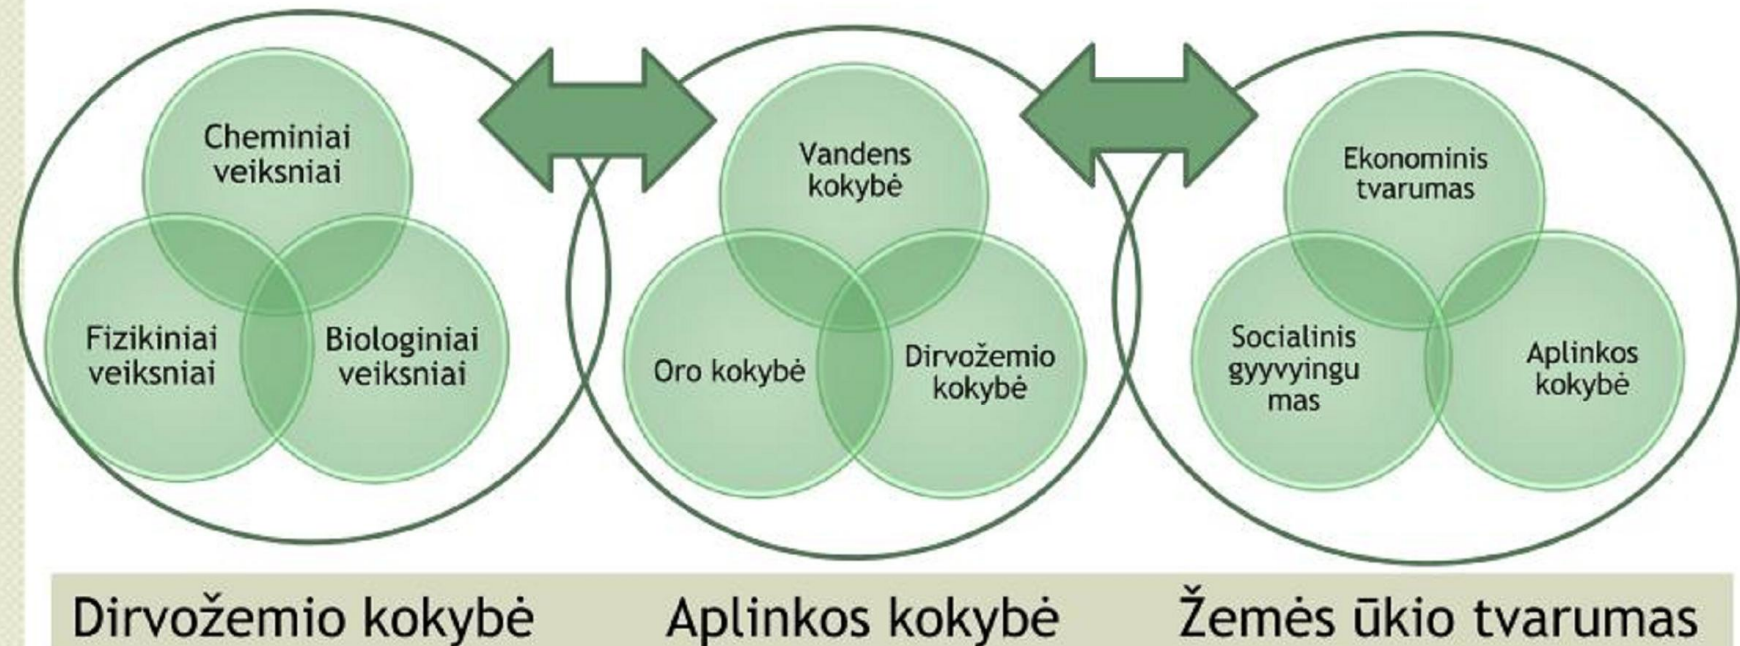 Cheminiai
veiksniai
Fizikiniai
veiksniai
Biologiniai
veiksniai
Vandens
kokybė
Oro kokybė
Dirvožemio
kokybė
Ekonominis
tvarumas
Socialinis
gyyvyingu
mas
Aplinkos
kokybė
Dirvožemio kokybė
Aplinkos kokybė
Žemės ūkio tvarumas